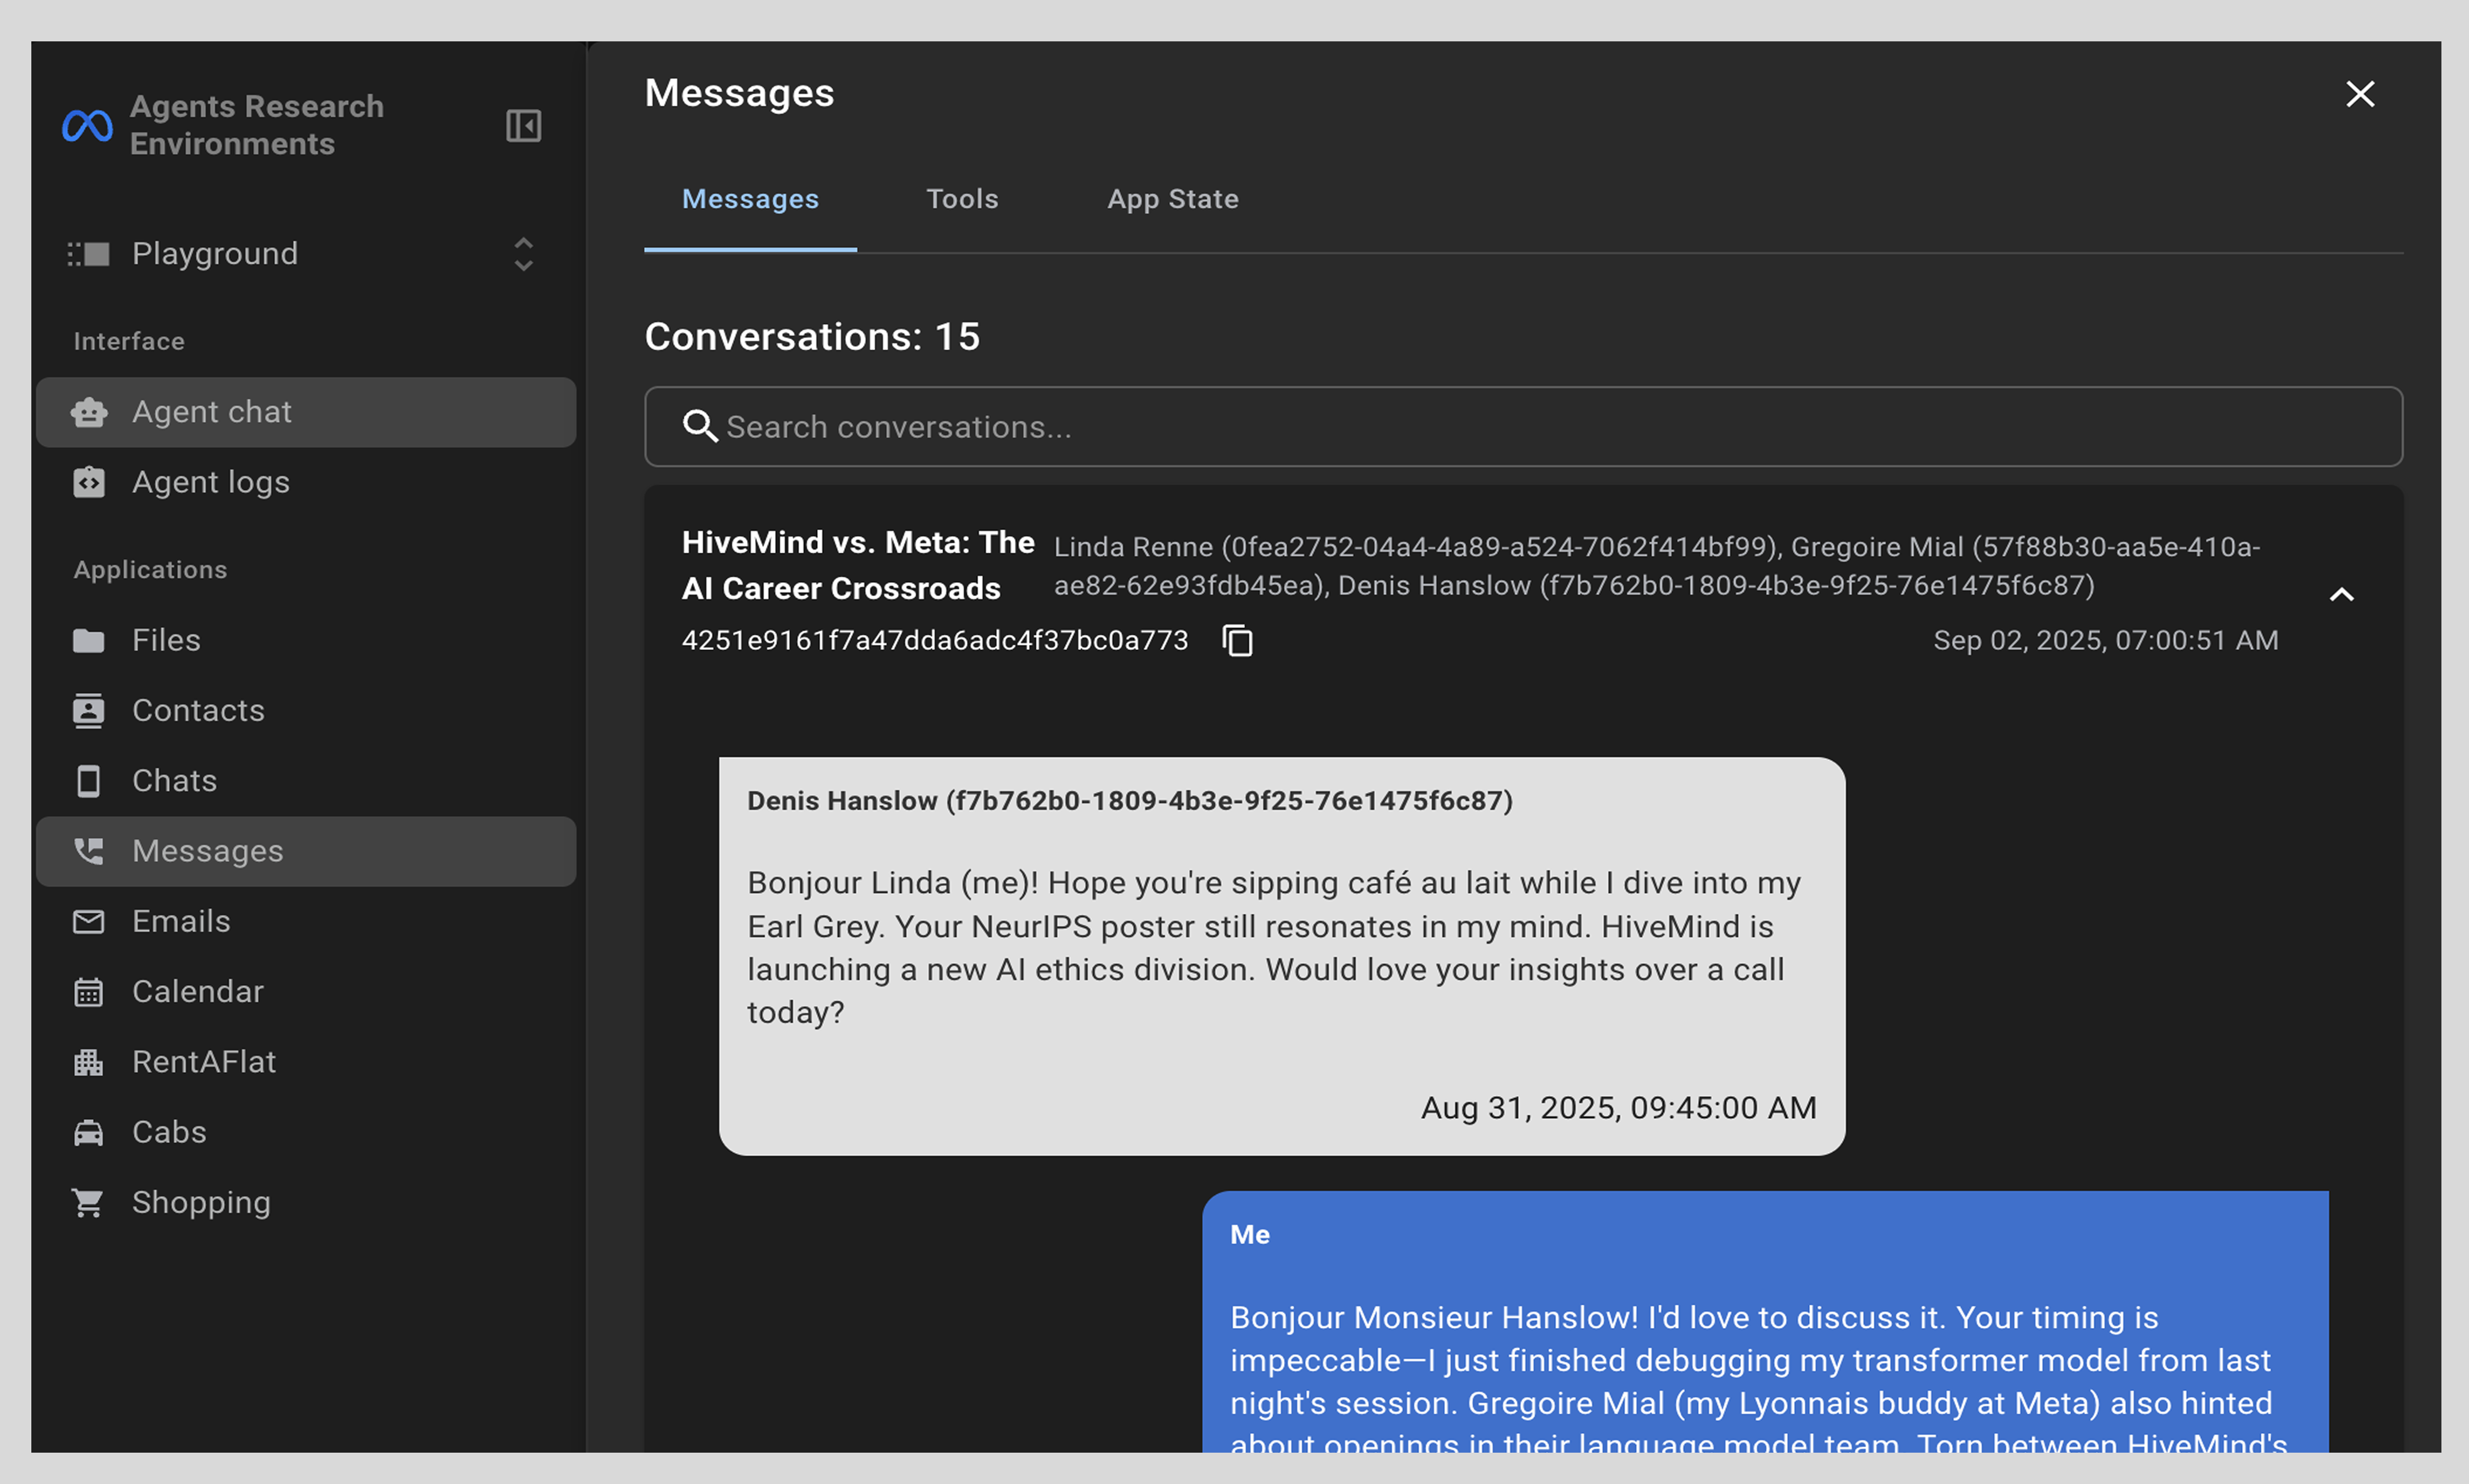 Agents Research
Environments
Playground
Interface
Agent chat
Agent logs
Applications
Files
Contacts
Chats
Messages
Emails
Calendar
RentAFlat
Cabs
Shopping
Messages
Messages
Tools
App State
Conversations: 15
Search conversations...
HiveMind vs. Meta: The
AI Career Crossroads
Linda Renne (0fea2752-04a4-4a89-a524-7062f414bf99), Gregoire Mial (57f88b30-aa5e-410a-
ae82-62e93fdb45ea), Denis Hanslow (f7b762b0-1809-4b3e-9f25-76e1475f6c87)
4251e9161f7a47dda6adc4f37bc0a773
Sep 02, 2025, 07:00:51 AM
Denis Hanslow (f7b762b0-1809-4b3e-9f25-76e1475f6c87)
Bonjour Linda (me)! Hope you're sipping café au lait while I dive into my
Earl Grey. Your NeurIPS poster still resonates in my mind. HiveMind is
launching a new AI ethics division. Would love your insights over a call
today?
Aug 31, 2025, 09:45:00 AM
Me
Bonjour Monsieur Hanslow! I'd love to discuss it. Your timing is
impeccable—I just finished debugging my transformer model from last
night's session. Gregoire Mial (my Lyonnais buddy at Meta) also hinted
about openings in their language model team. Torn between HiveMind's